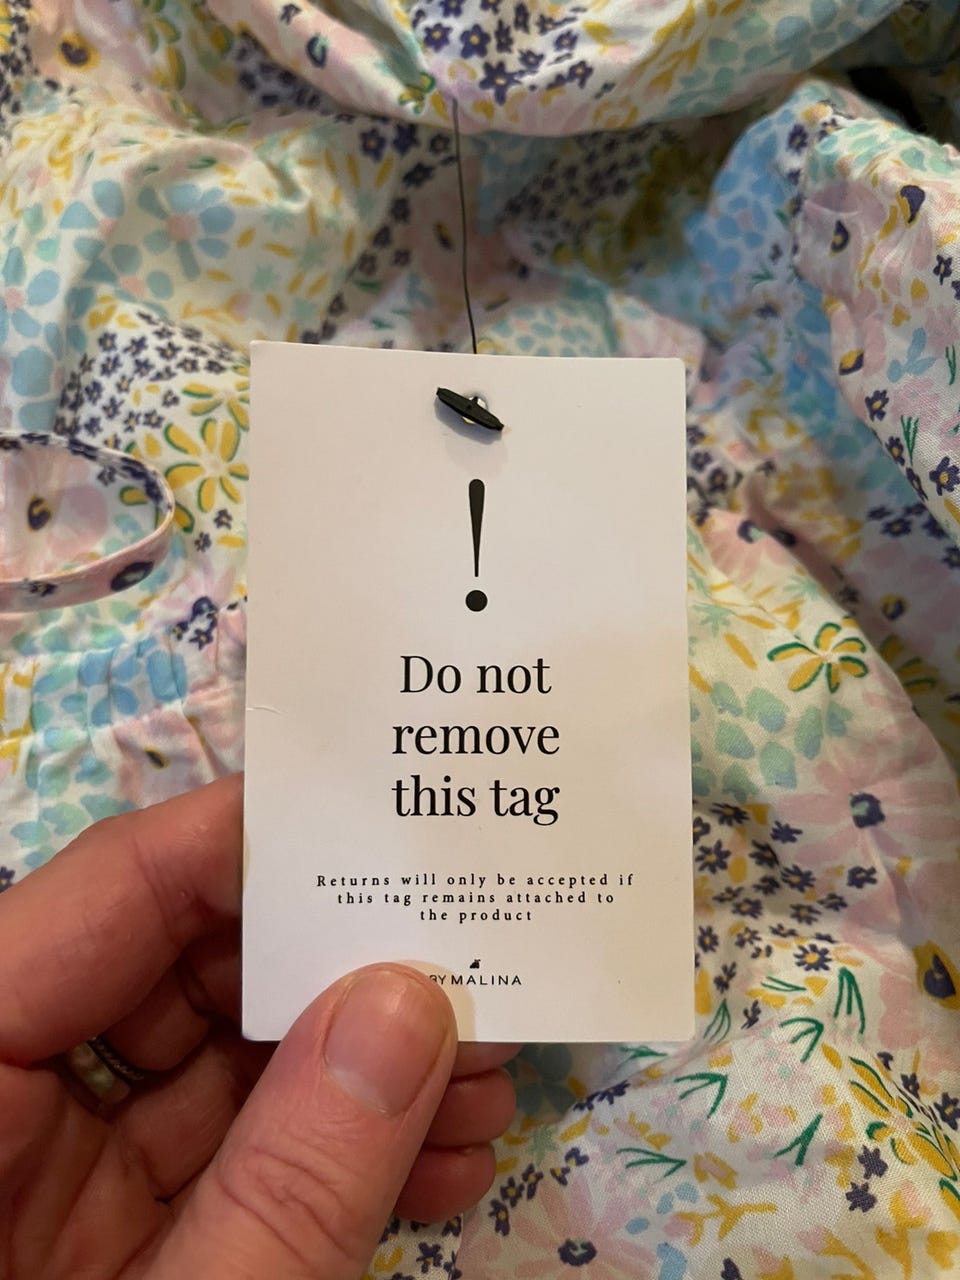 !
Do not
remove
this tag
Returns will only be accepted if
this tag remains attached to
the product
BY MALINA